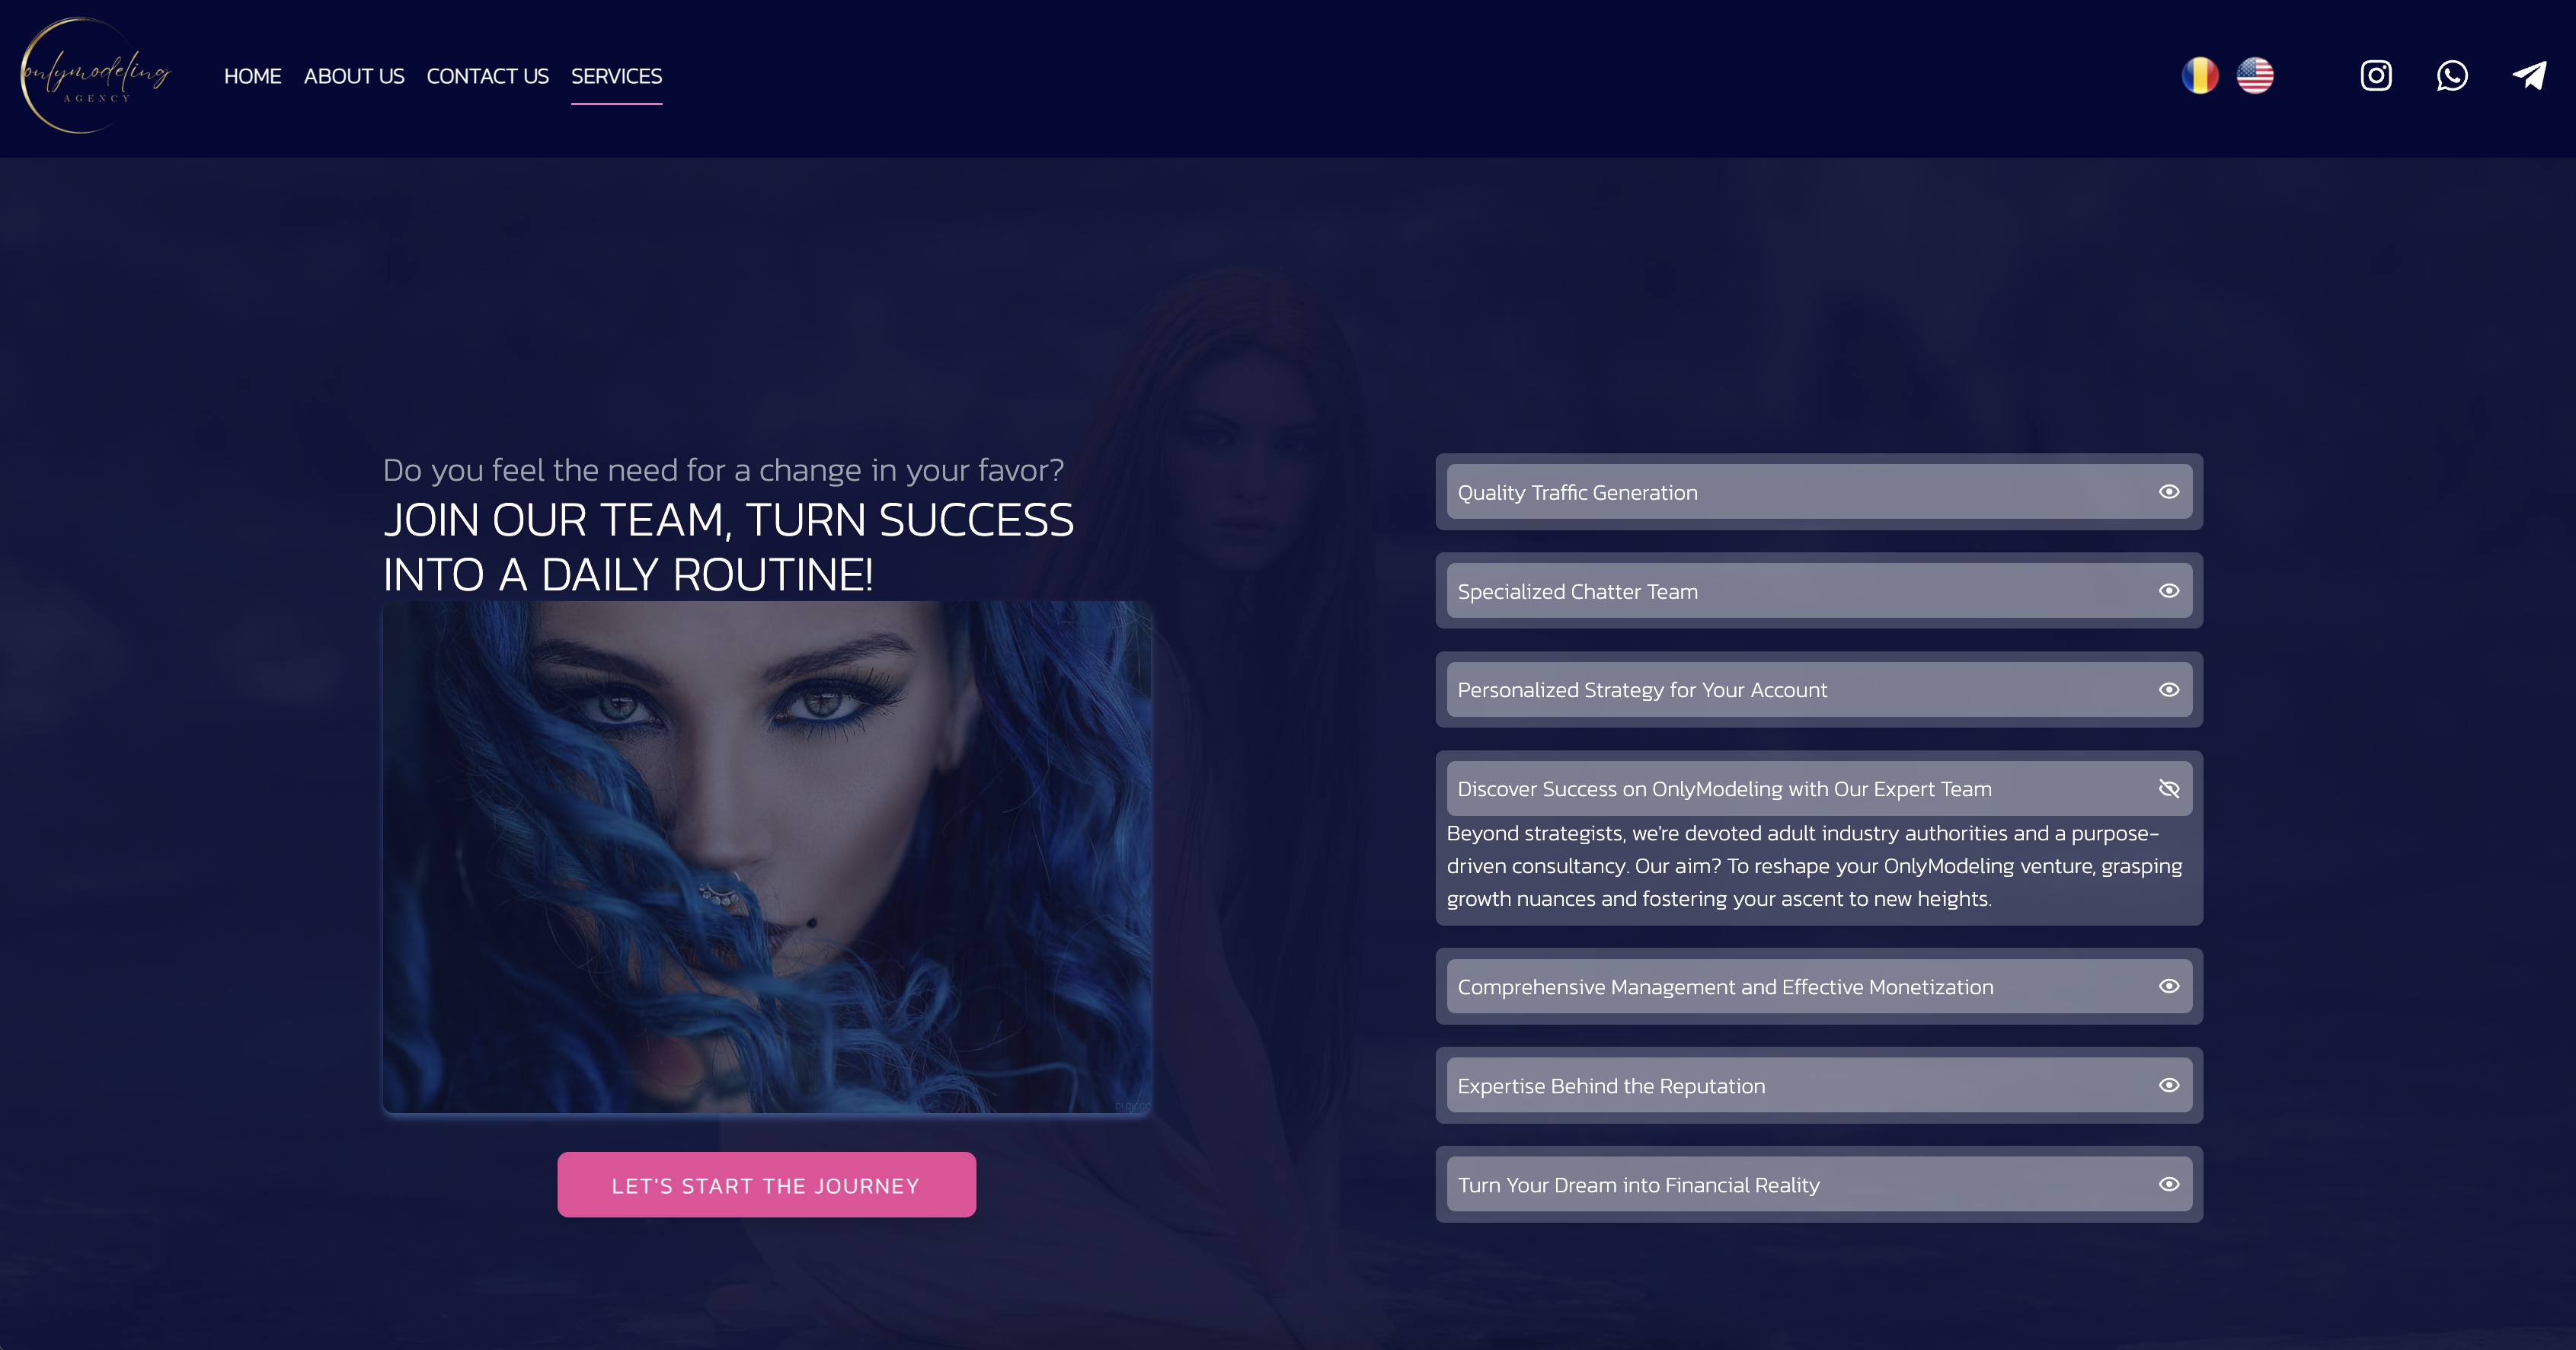 onlymodeling
AGENCY
HOME ABOUT US CONTACT US SERVICES
Do you feel the need for a change in your favor?
JOIN OUR TEAM, TURN SUCCESS
INTO A DAILY ROUTINE!
LET'S START THE JOURNEY
Quality Traffic Generation
Specialized Chatter Team
Personalized Strategy for Your Account
Discover Success on OnlyModeling with Our Expert Team
Beyond strategists, we're devoted adult industry authorities and a purpose-
driven consultancy. Our aim? To reshape your OnlyModeling venture, grasping
growth nuances and fostering your ascent to new heights.
Comprehensive Management and Effective Monetization
Expertise Behind the Reputation
Turn Your Dream into Financial Reality